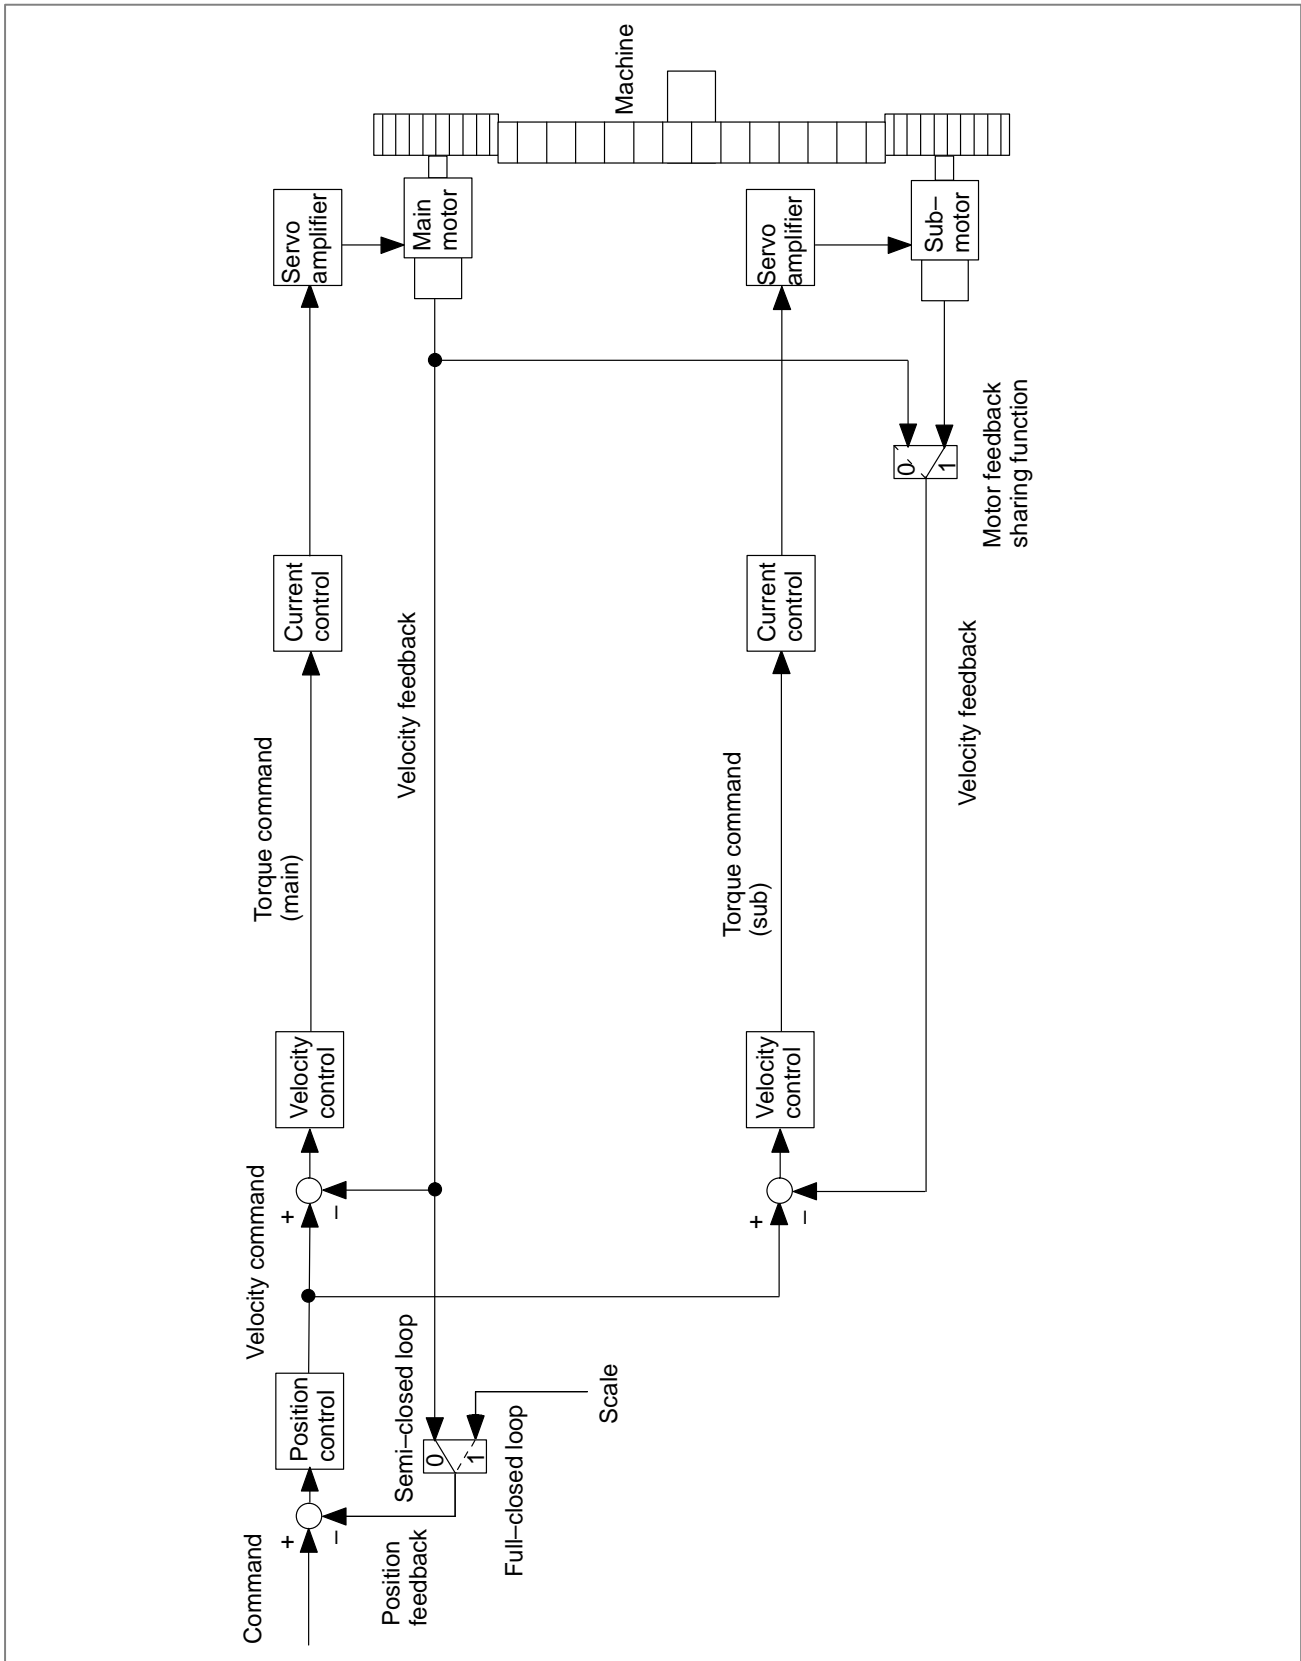 Command
+
–
Position
control
Position
feedback
Semi–closed loop
0
1
Full–closed loop
Scale
Velocity command
+
–
Velocity
control
Torque command
(main)
Current
control
Servo
amplifier
Main
motor
Velocity feedback
+
–
Velocity
control
Torque command
(sub)
Current
control
Servo
amplifier
Sub–
motor
Velocity feedback
0
1
Motor feedback
sharing function
Machine